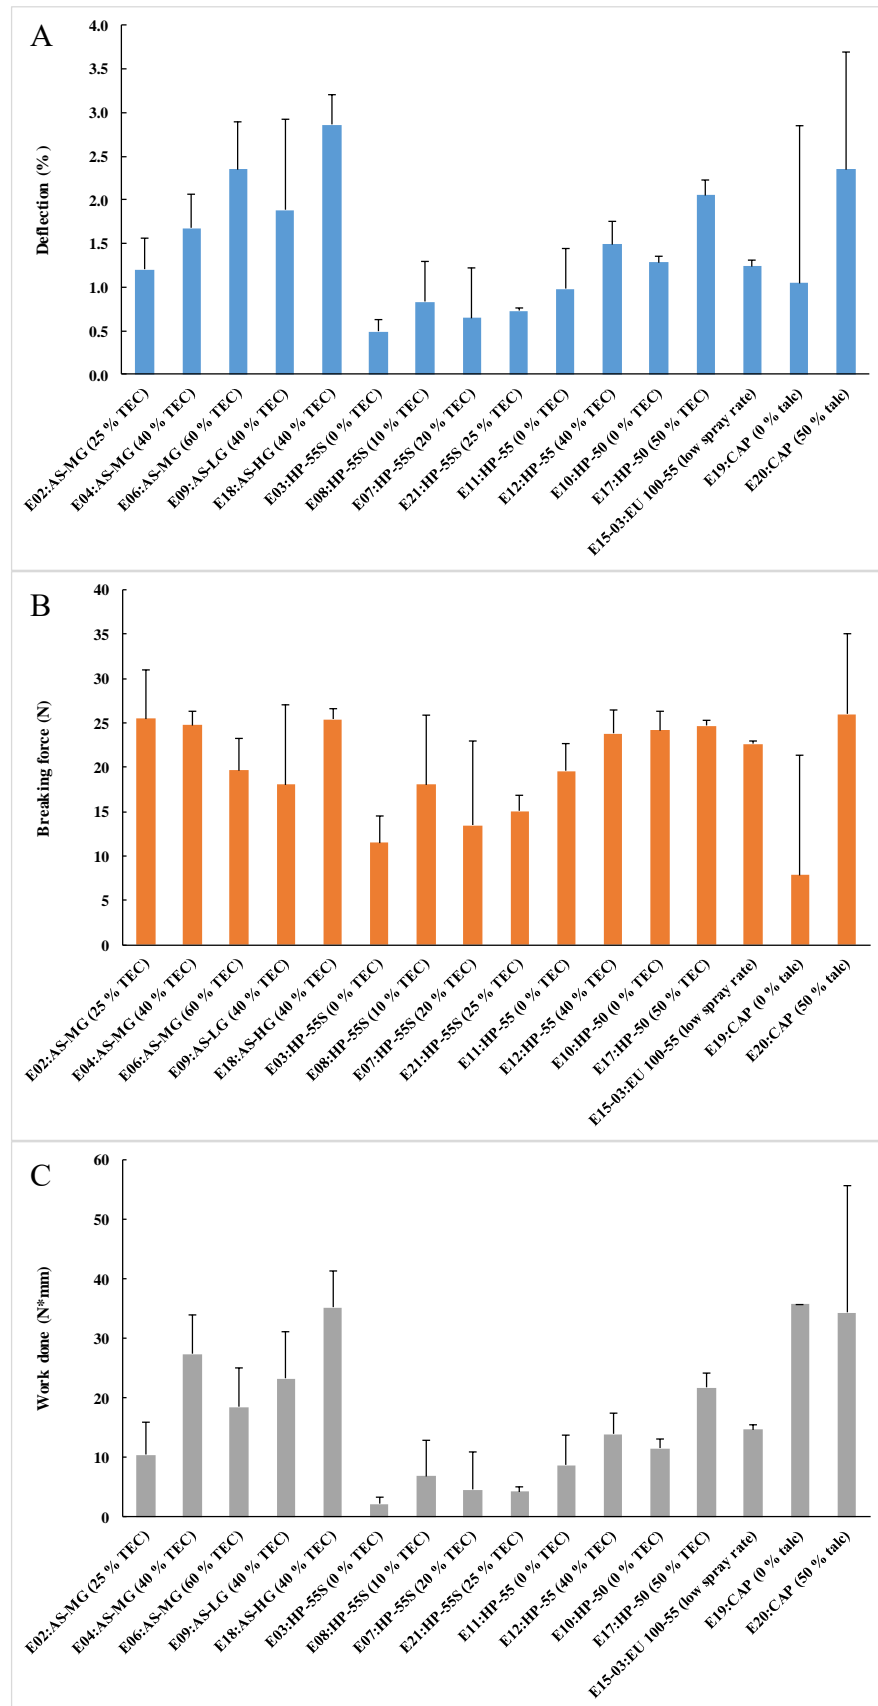 A
Deflection (%)
4.0
3.5
3.0
2.5
2.0
1.5
1.0
0.5
0.0
E02:AS-MG (25 % TEC)
E04:AS-MG (40 % TEC)
E06:AS-MG (60 % TEC)
E09:AS-LG (40 % TEC)
E18:AS-HG (40 % TEC)
E03:HP-55S (0 % TEC)
E08:HP-55S (10 % TEC)
E07:HP-55S (20 % TEC)
E21:HP-55S (25 % TEC)
E11:HP-55 (0 % TEC)
E12:HP-55 (40 % TEC)
E10:HP-50 (0 % TEC)
E17:HP-50 (50 % TEC)
E15-03:EU 100-55 (low spray rate)
E19:CAP (0 % talc)
E20:CAP (50 % talc)
B
Breaking force (N)
40
35
30
25
20
15
10
5
0
E02:AS-MG (25 % TEC)
E04:AS-MG (40 % TEC)
E06:AS-MG (60 % TEC)
E09:AS-LG (40 % TEC)
E18:AS-HG (40 % TEC)
E03:HP-55S (0 % TEC)
E08:HP-55S (10 % TEC)
E07:HP-55S (20 % TEC)
E21:HP-55S (25 % TEC)
E11:HP-55 (0 % TEC)
E12:HP-55 (40 % TEC)
E10:HP-50 (0 % TEC)
E17:HP-50 (50 % TEC)
E15-03:EU 100-55 (low spray rate)
E19:CAP (0 % talc)
E20:CAP (50 % talc)
C
Work done (N*mm)
60
50
40
30
20
10
0
E02:AS-MG (25 % TEC)
E04:AS-MG (40 % TEC)
E06:AS-MG (60 % TEC)
E09:AS-LG (40 % TEC)
E18:AS-HG (40 % TEC)
E03:HP-55S (0 % TEC)
E08:HP-55S (10 % TEC)
E07:HP-55S (20 % TEC)
E21:HP-55S (25 % TEC)
E11:HP-55 (0 % TEC)
E12:HP-55 (40 % TEC)
E10:HP-50 (0 % TEC)
E17:HP-50 (50 % TEC)
E15-03:EU 100-55 (low spray rate)
E19:CAP (0 % talc)
E20:CAP (50 % talc)